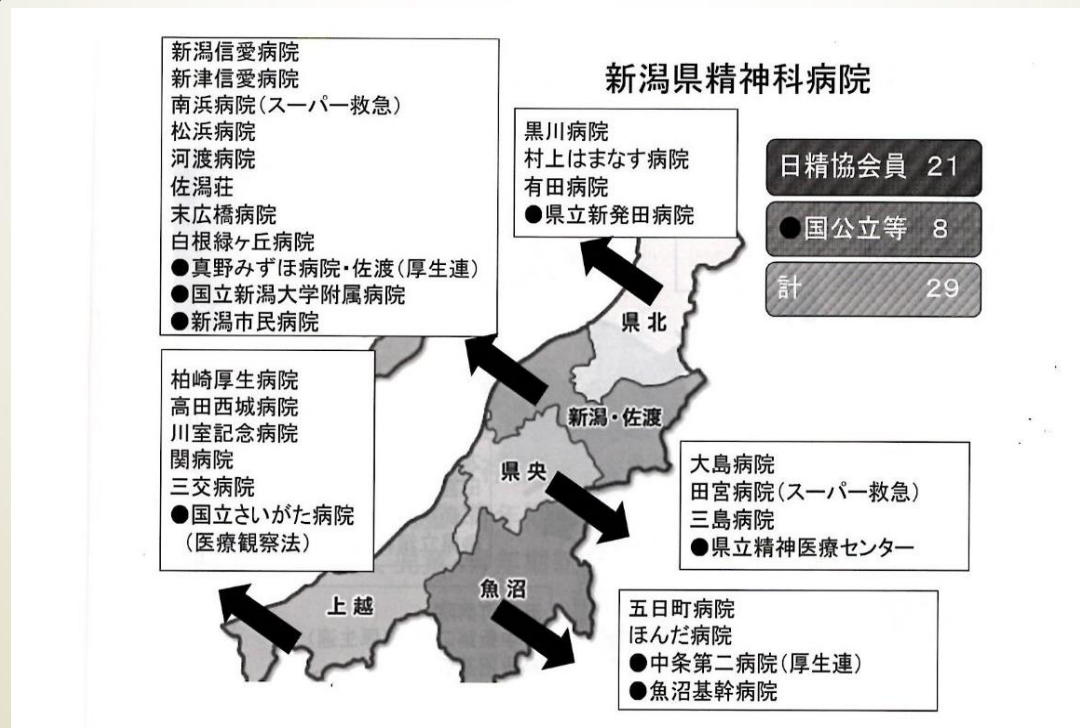 新潟県精神科病院
新潟信愛病院
新津信愛病院
南浜病院(スーパー救急)
松浜病院
河渡病院
佐潟荘
末広橋病院
白根緑ヶ丘病院
●真野みずほ病院・佐渡(厚生連)
●国立新潟大学附属病院
●新潟市民病院
黒川病院
村上はまなす病院
有田病院
●県立新発田病院
日精協会員 21
●国公立等 8
計 29
県北
新潟・佐渡
県央
魚沼
上越
柏崎厚生病院
高田西城病院
川室記念病院
関病院
三交病院
●国立さいがた病院
(医療観察法)
大島病院
田宮病院(スーパー救急)
三島病院
●県立精神医療センター
五日町病院
ほんだ病院
●中条第二病院(厚生連)
●魚沼基幹病院